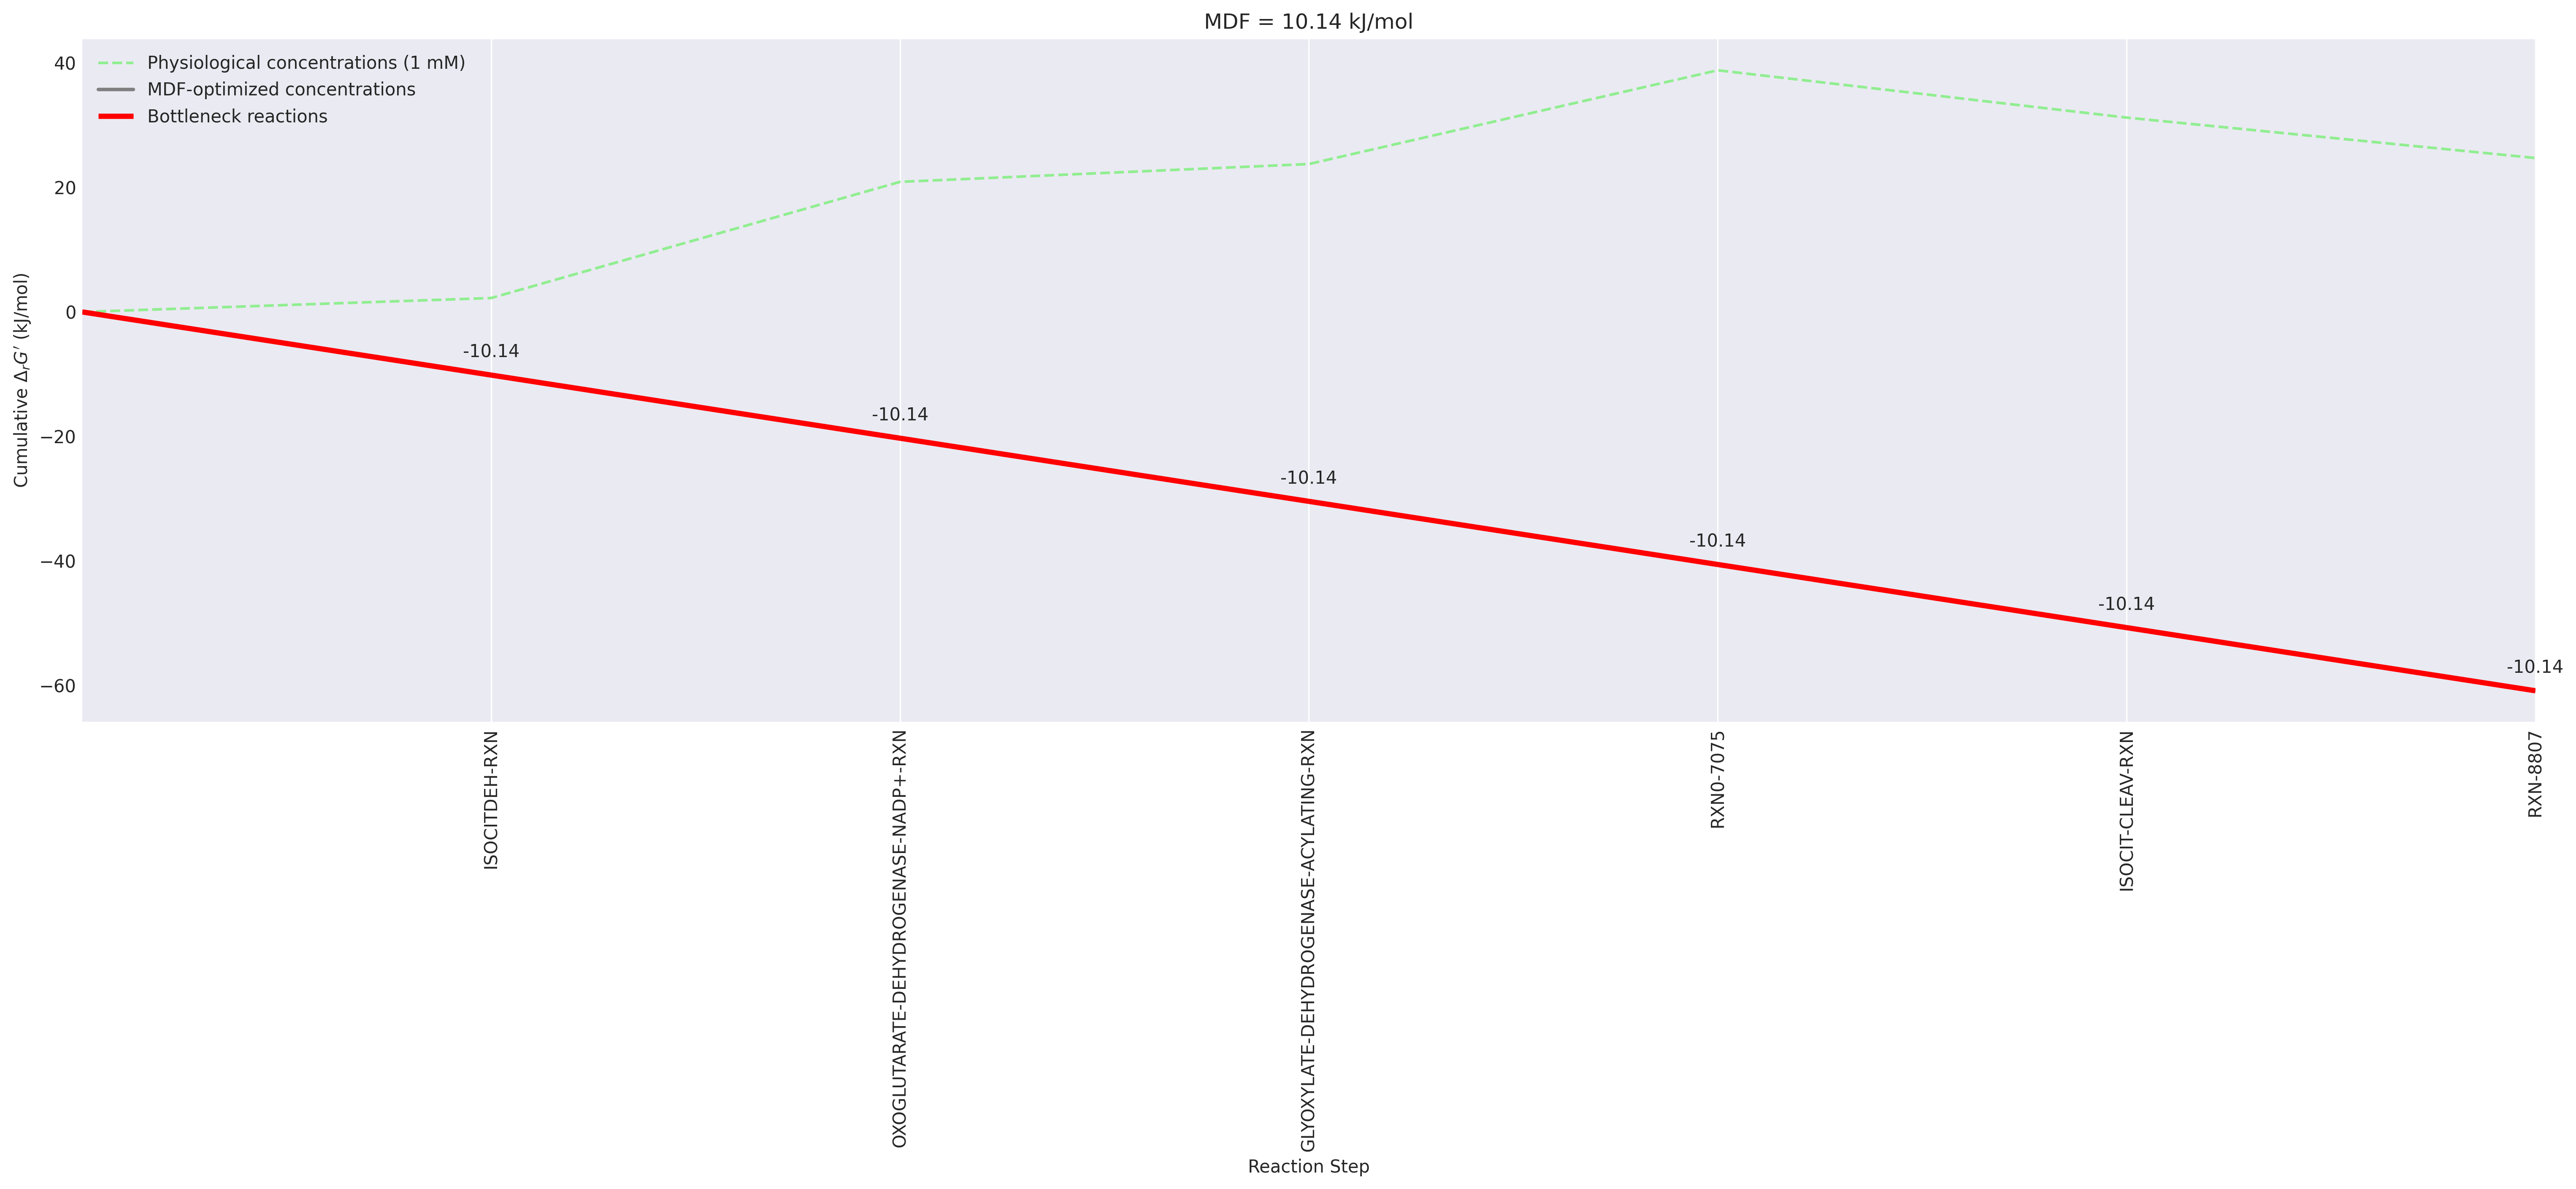 MDF = 10.14 kJ/mol
Physiological concentrations (1 mM)
MDF-optimized concentrations
Bottleneck reactions
Cumulative ΔrG′ (kJ/mol)
40
20
0
−20
−40
−60
-10.14
-10.14
-10.14
-10.14
-10.14
-10.14
ISOCITDEH-RXN
OXOGLUTARATE-DEHYDROGENASE-NADP+-RXN
GLYOXYLATE-DEHYDROGENASE-ACYLATING-RXN
RXN0-7075
ISOCIT-CLEAV-RXN
RXN-8807
Reaction Step